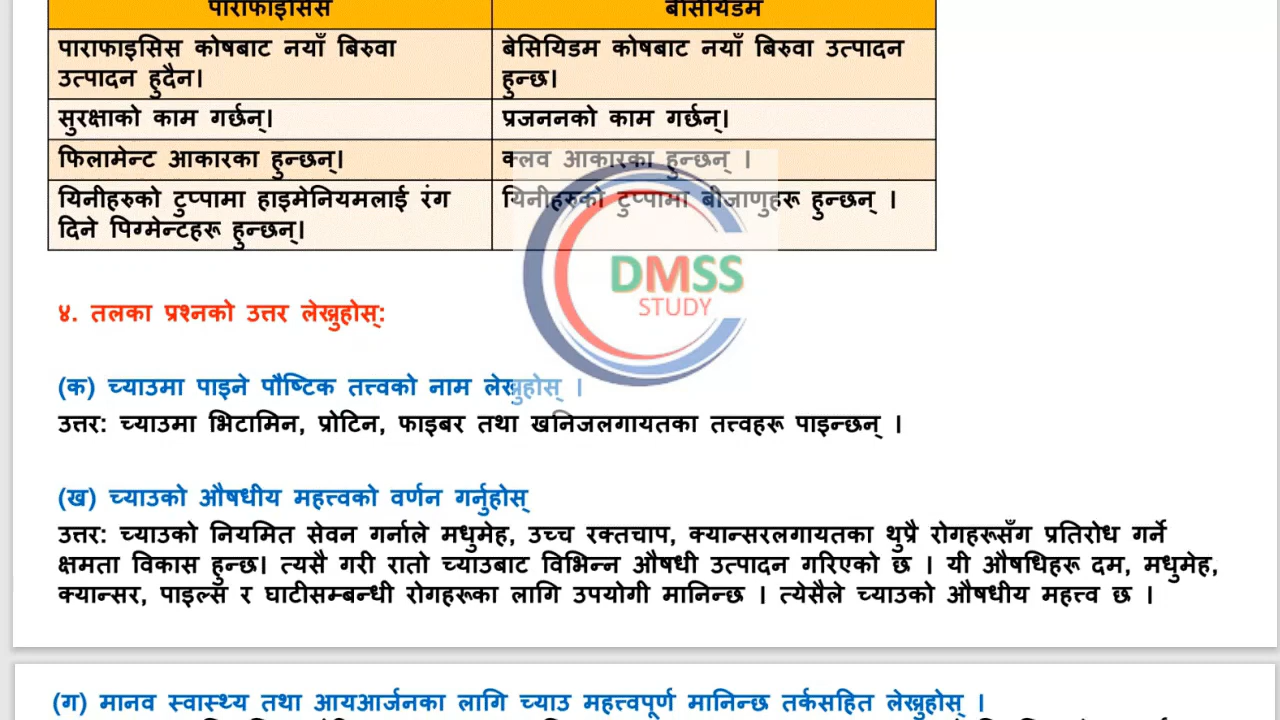 पाराफाइसिस बेसियिडम
पाराफाइसिस कोषबाट नयाँ बिरुवा
उत्पादन हुदैन।
बेसियिडम कोषबाट नयाँ बिरुवा उत्पादन
हुन्छ।
सुरक्षाको काम गर्छन्।
प्रजननको काम गर्छन्।
फिलामेन्ट आकारका हुन्छन्।
क्लव आकारका हुन्छन् ।
यिनीहरुको टुप्पामा हाइमेनियमलाई रंग
दिने पिग्मेन्टहरू हुन्छन्।
यिनीहरुको टुप्पामा बीजाणुहरू हुन्छन् ।
DMSS
STUDY
४. तलका प्रश्नको उत्तर लेख्नुहोस्:
(क) च्याउमा पाइने पौष्टिक तत्त्वको नाम लेख्नुहोस् ।
उत्तर: च्याउमा भिटामिन, प्रोटिन, फाइबर तथा खनिजलगायतका तत्त्वहरू पाइन्छन् ।
(ख) च्याउको औषधीय महत्त्वको वर्णन गर्नुहोस्
उत्तर: च्याउको नियमित सेवन गर्नाले मधुमेह, उच्च रक्तचाप, क्यान्सरलगायतका थुप्रै रोगहरूसँग प्रतिरोध गर्ने
क्षमता विकास हुन्छ। त्यसै गरी रातो च्याउबाट विभिन्न औषधी उत्पादन गरिएको छ । यी औषधिहरू दम, मधुमेह,
क्यान्सर, पाइल्स र घाटीसम्बन्धी रोगहरूका लागि उपयोगी मानिन्छ । त्येसैले च्याउको औषधीय महत्त्व छ ।
(ग) मानव स्वास्थ्य तथा आयआर्जनका लागि च्याउ महत्त्वपूर्ण मानिन्छ तर्कसहित लेख्नुहोस् ।